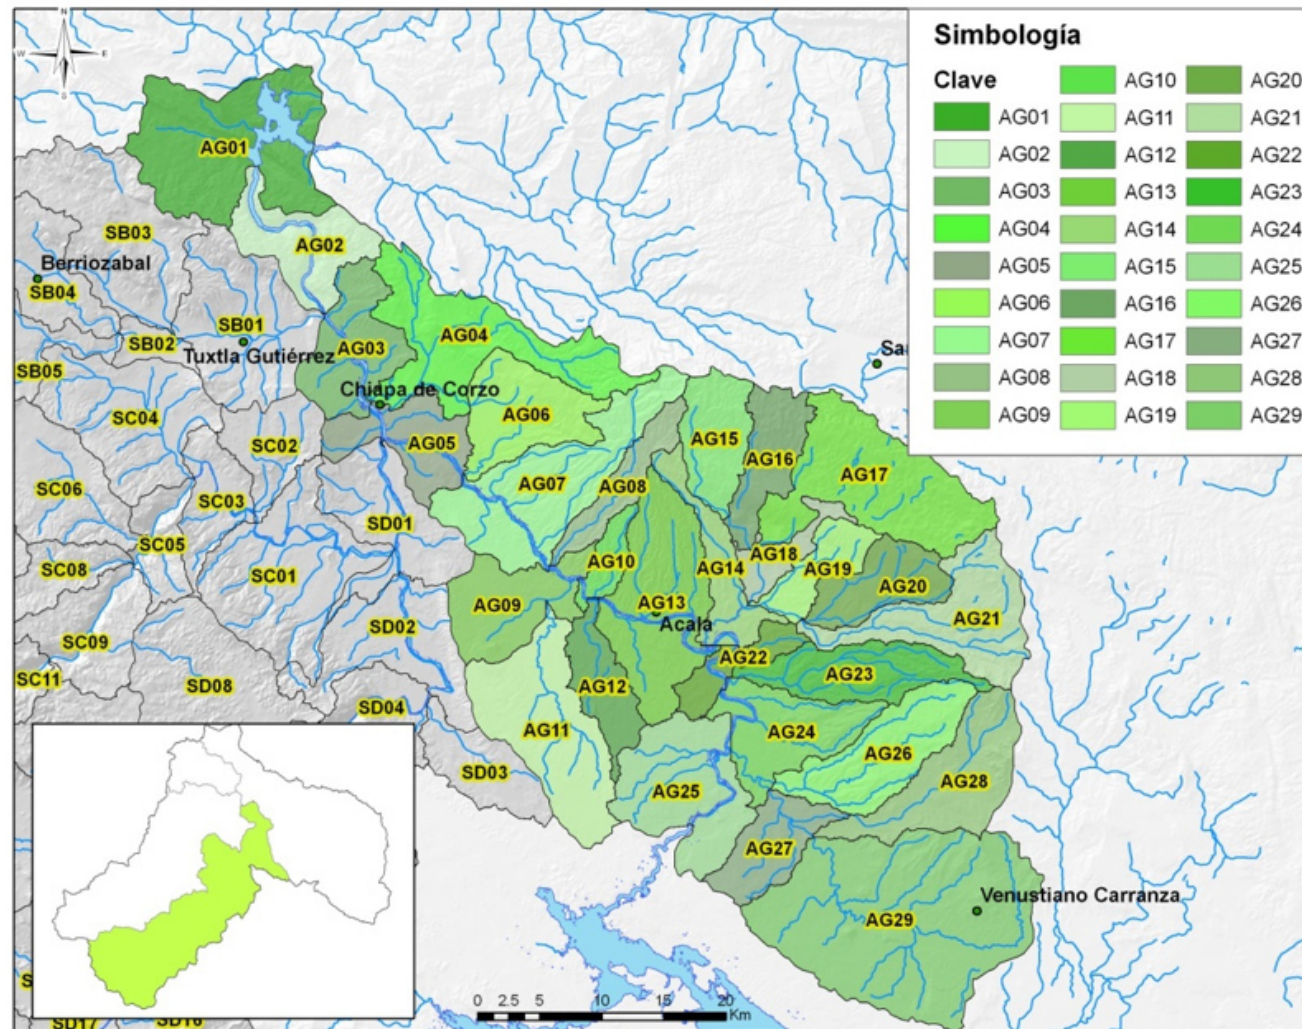 N
W E
S
Simbología
Clave
AG01
AG02
AG03
AG04
AG05
AG06
AG07
AG08
AG09
AG10
AG11
AG12
AG13
AG14
AG15
AG16
AG17
AG18
AG19
AG20
AG21
AG22
AG23
AG24
AG25
AG26
AG27
AG28
AG29
AG01
SB03
AG02
Berriozabal
SB04
SB01
SB02
Tuxtla Gutiérrez
AG03
AG04
SB05
Chiapa de Corzo
SC04
SC02
AG05
AG06
AG15
AG16
AG17
SC06
SC03
AG07
AG08
SD01
SC05
SC08
SC01
AG10
AG14
AG18
AG19
AG20
AG09
AG13
Acala
AG21
SC09
SD02
SC11
SD08
AG12
AG22
AG23
SD04
AG11
AG24
AG26
SD03
AG25
AG28
AG27
Venustiano Carranza
AG29
SD17
SD16
0 2.5 5 10 15 20
Km